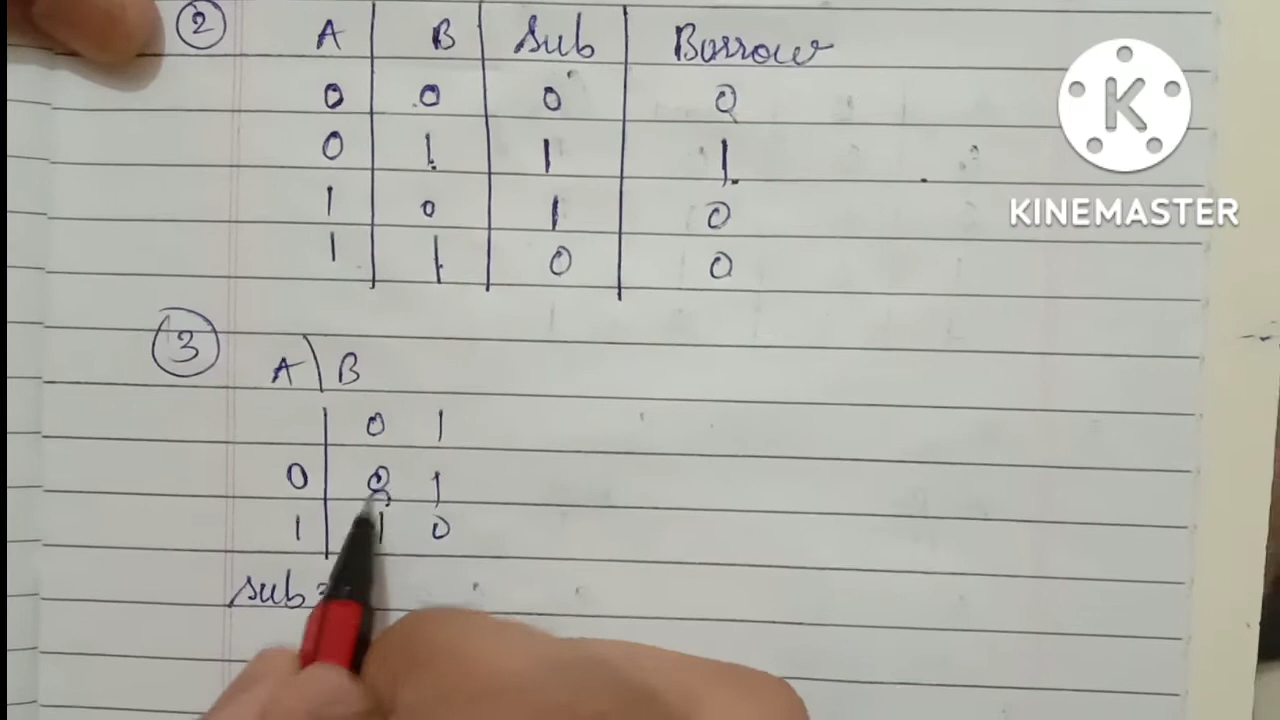 ② A B Sub Borrow
0 0 0 0
0 1 1 1
1 0 1 0
1 1 0 0
③ A \ B
0 1
0 0 1
1 1 0
Sub =
K
KINEMASTER